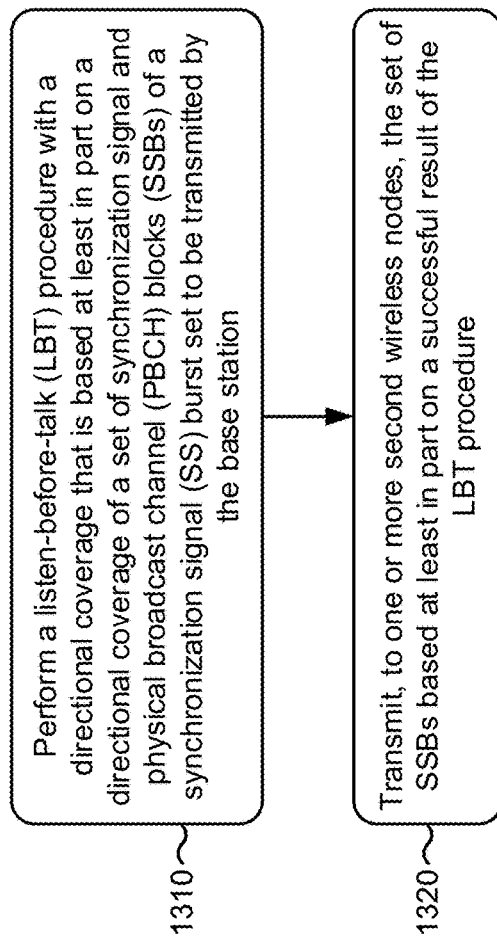 Perform a listen-before-talk (LBT) procedure with a
directional coverage that is based at least in part on a
directional coverage of a set of synchronization signal and
physical broadcast channel (PBCH) blocks (SSBs) of a
synchronization signal (SS) burst set to be transmitted by
the base station
1310
Transmit, to one or more second wireless nodes, the set of
SSBs based at least in part on a successful result of the
LBT procedure
1320